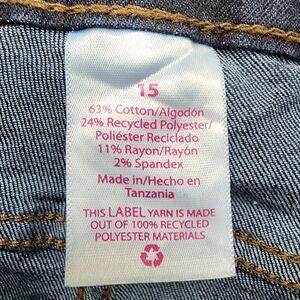 15
63% Cotton/Algodón
24% Recycled Polyester/
Poliéster Reciclado
11% Rayon/Rayón
2% Spandex
Made in/Hecho en
Tanzania
THIS LABEL YARN IS MADE
OUT OF 100% RECYCLED
POLYESTER MATERIALS